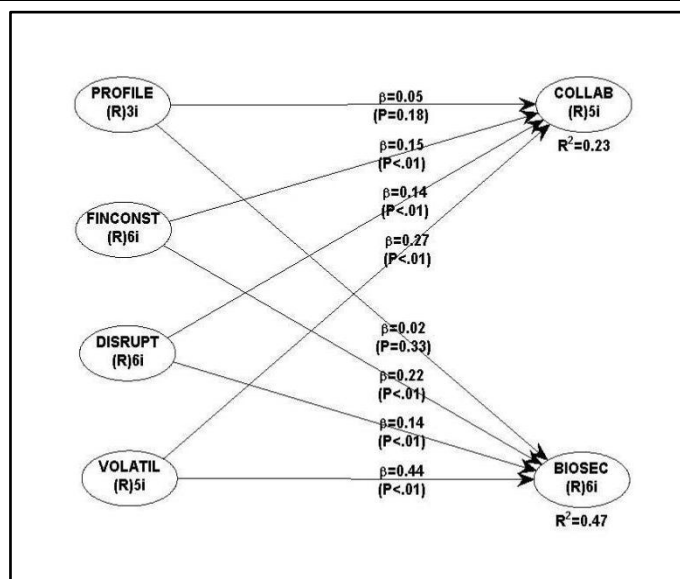 PROFILE
(R)3i
FINCONST
(R)6i
DISRUPT
(R)6i
VOLATIL
(R)5i
β=0.05
(P=0.18)
β=0.15
(P<.01)
β=0.14
(P<.01)
β=0.27
(P<.01)
β=0.02
(P=0.33)
β=0.22
(P<.01)
β=0.14
(P<.01)
β=0.44
(P<.01)
COLLAB
(R)5i
R²=0.23
BIOSEC
(R)6i
R²=0.47